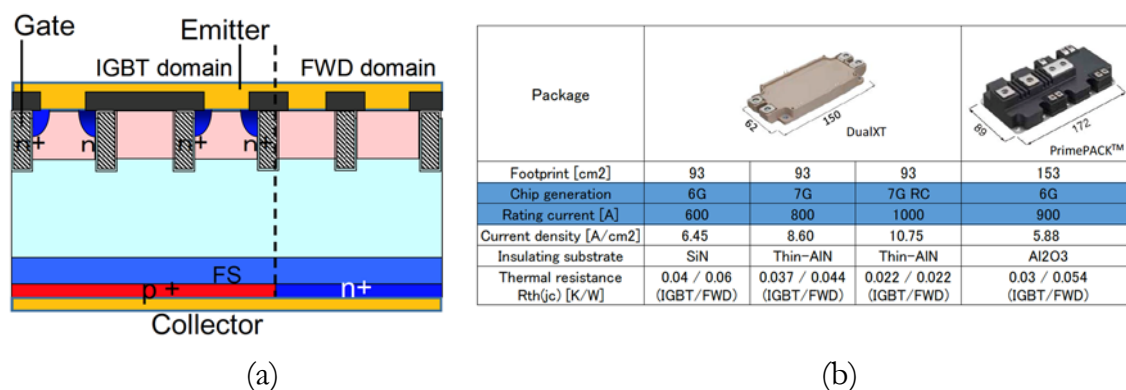 Gate
Emitter
IGBT domain
FWD domain
n+
n
n+
n+
FS
p+
n+
Collector
(a)
Package
62
150
DualXT
89
172
PrimePACK™
Footprint [cm2] 93 93 93 153
Chip generation 6G 7G 7G RC 6G
Rating current [A] 600 800 1000 900
Current density [A/cm2] 6.45 8.60 10.75 5.88
Insulating substrate SiN Thin-AlN Thin-AlN Al2O3
Thermal resistance 0.04 / 0.06 0.037 / 0.044 0.022 / 0.022 0.03 / 0.054
Rth(jc) [K/W] (IGBT/FWD) (IGBT/FWD) (IGBT/FWD) (IGBT/FWD)
(b)